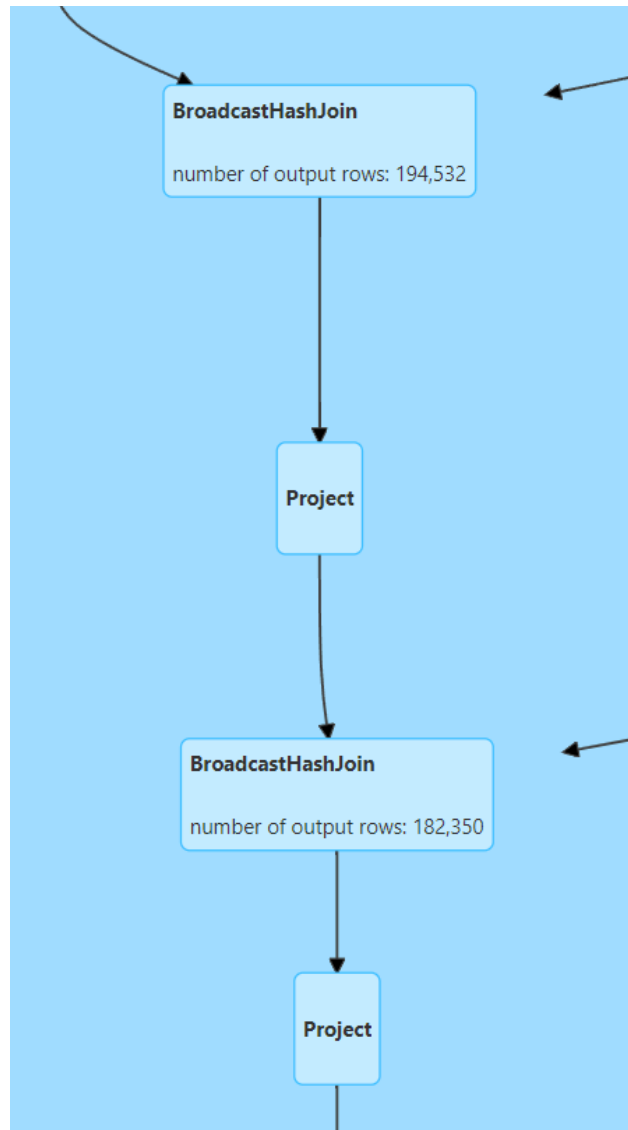 BroadcastHashJoin
number of output rows: 194,532
Project
BroadcastHashJoin
number of output rows: 182,350
Project